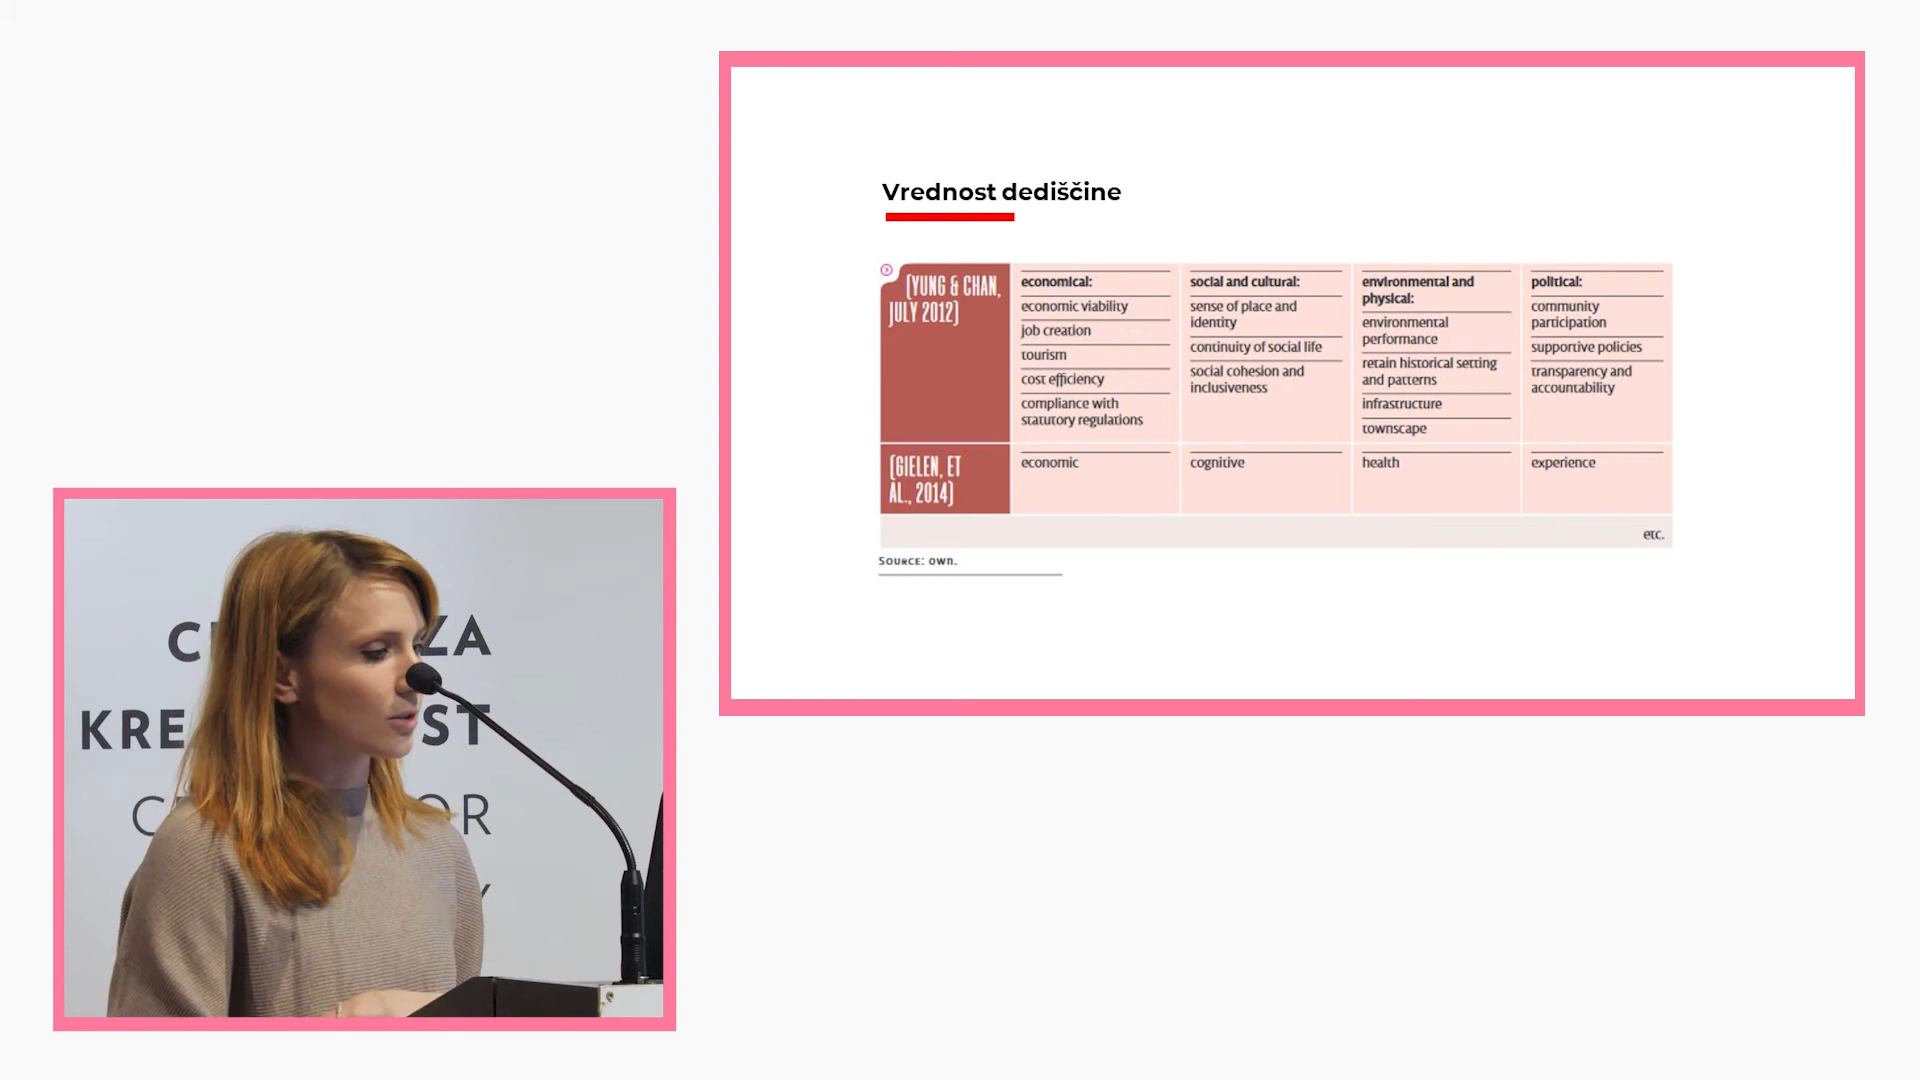 Vrednost dediščine
(YUNG & CHAN,
JULY 2012)
economical:
economic viability
job creation
tourism
cost efficiency
compliance with
statutory regulations
social and cultural:
sense of place and
identity
continuity of social life
social cohesion and
inclusiveness
environmental and
physical:
environmental
performance
retain historical setting
and patterns
infrastructure
townscape
political:
community
participation
supportive policies
transparency and
accountability
(GIELEN, ET
AL., 2014)
economic
cognitive
health
experience
etc.
SOURCE: OWN.
ZA